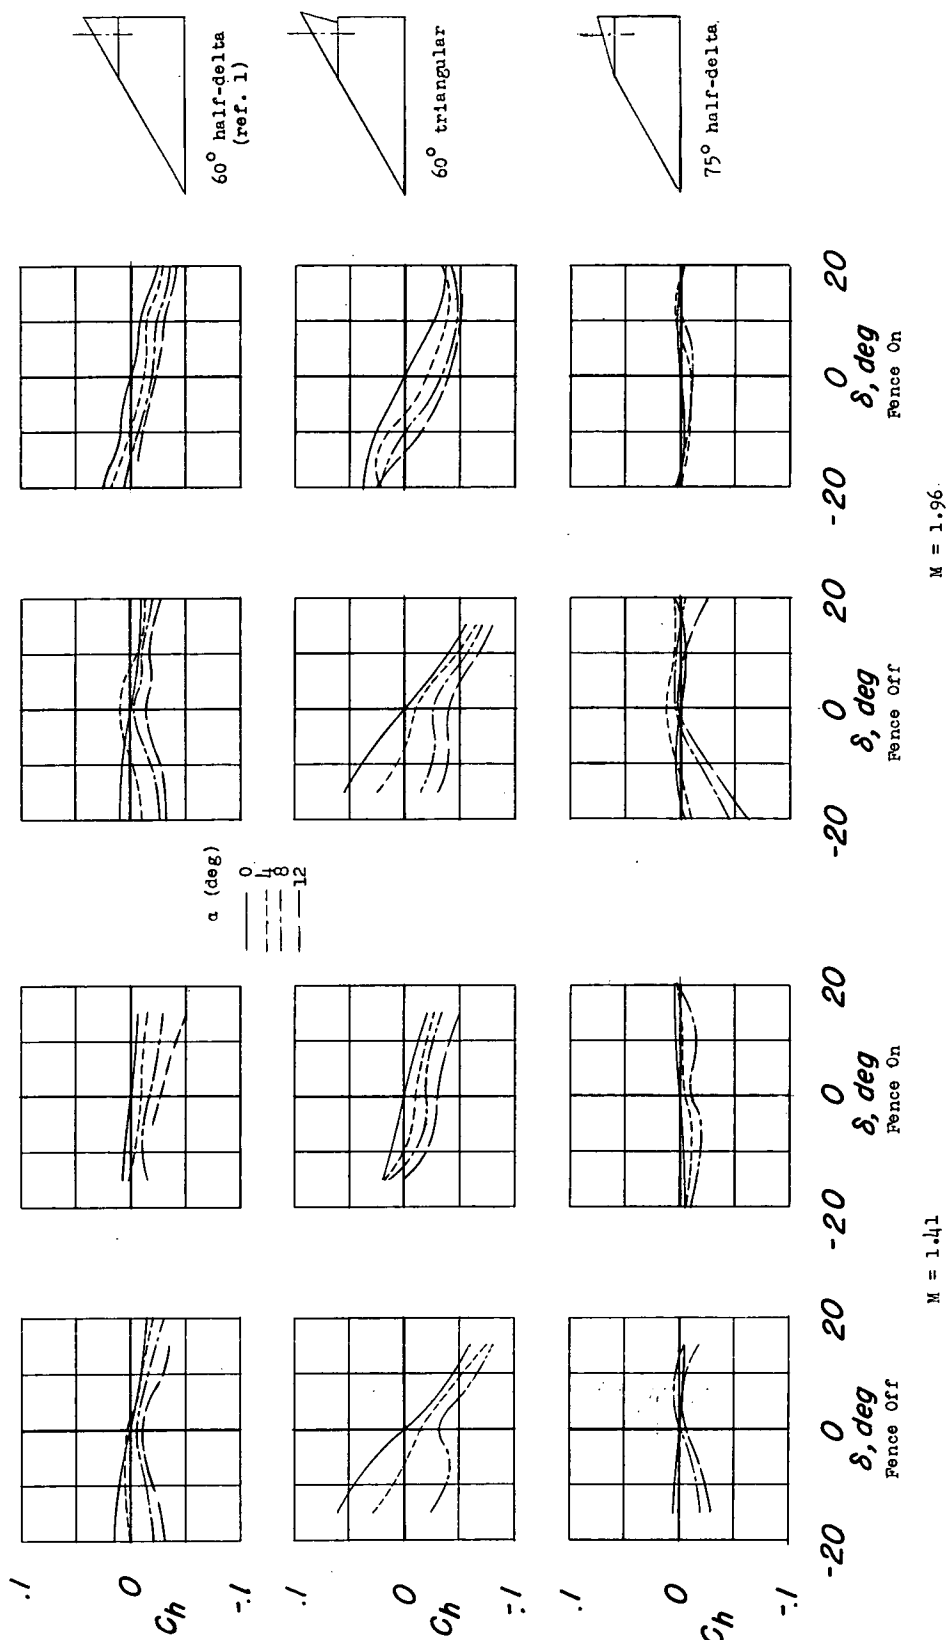 60° half-delta
(ref. 1)
60° triangular
75° half-delta
α (deg)
0
4
8
12
.1
0
-.1
Ch
.1
0
-.1
Ch
.1
0
-.1
Ch
-20 0 20
δ, deg
Fence Off
-20 0 20
δ, deg
Fence On
-20 0 20
δ, deg
Fence Off
-20 0 20
δ, deg
Fence On
M = 1.41
M = 1.96